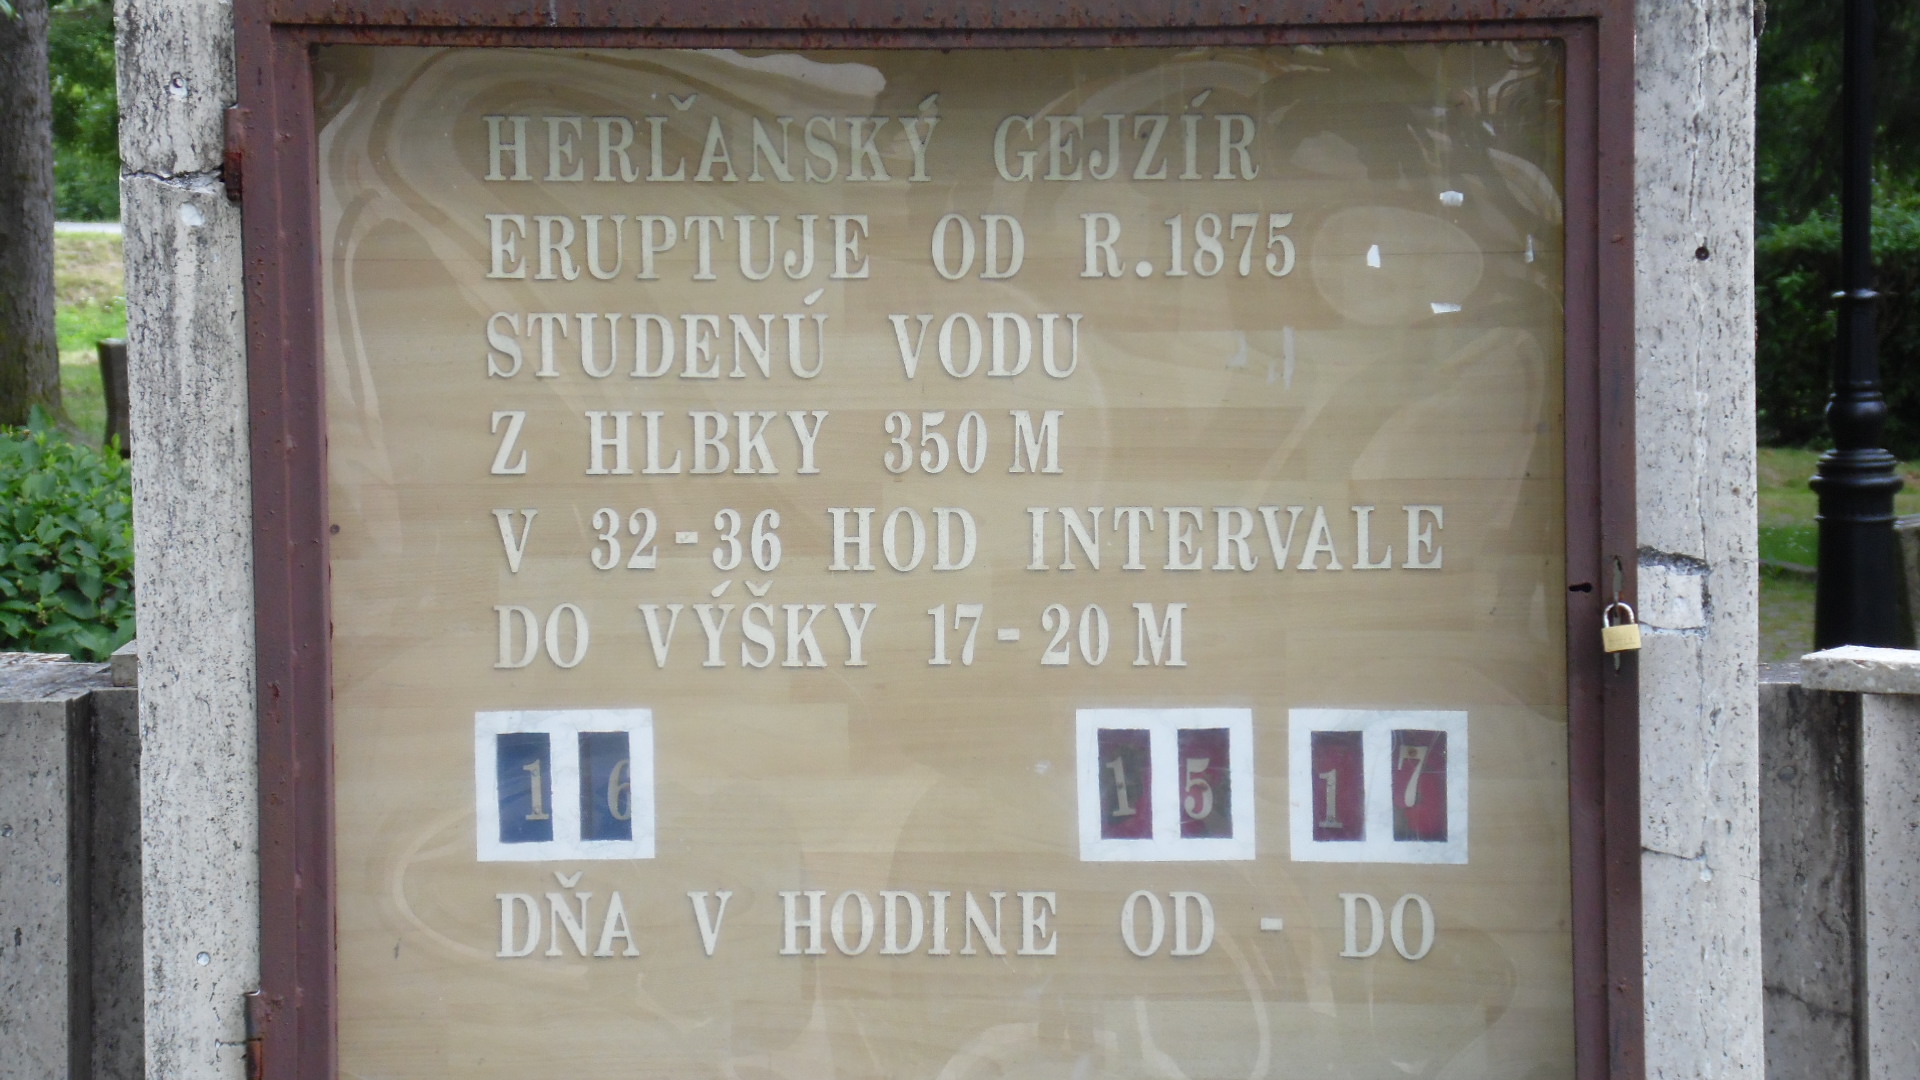 HERĽANSKÝ GEJZÍR
ERUPTUJE OD R.1875
STUDENÚ VODU
Z HLBKY 350 M
V 32-36 HOD INTERVALE
DO VÝŠKY 17-20 M
16 15 17
DŇA V HODINE OD - DO